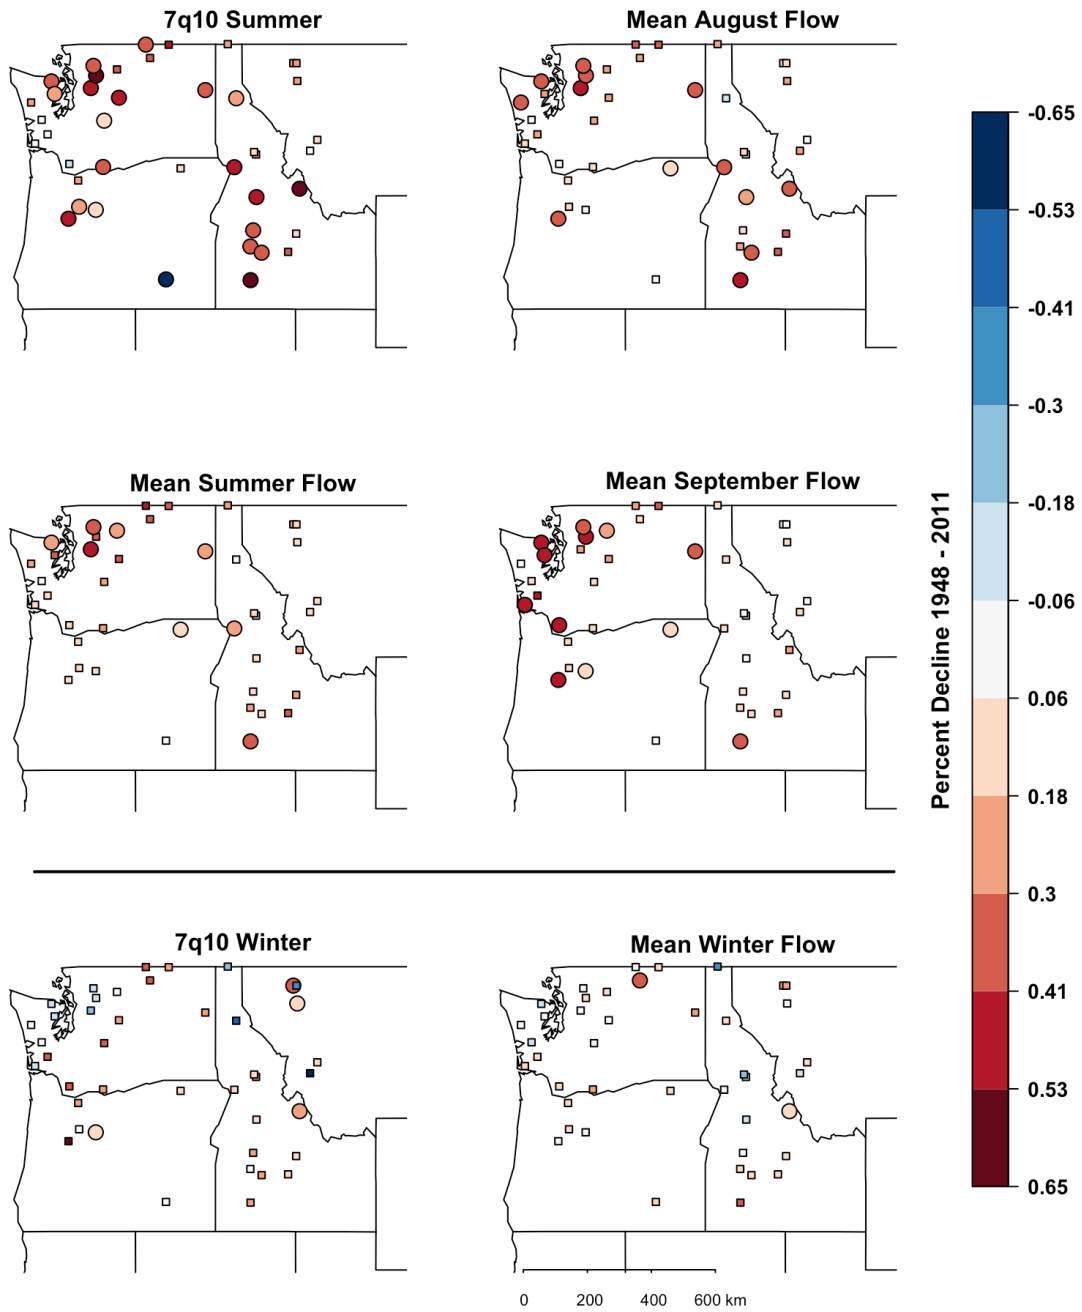 7q10 Summer
Mean August Flow
Mean Summer Flow
Mean September Flow
7q10 Winter
Mean Winter Flow
0 200 400 600 km
Percent Decline 1948 - 2011
-0.65
-0.53
-0.41
-0.3
-0.18
-0.06
0.06
0.18
0.3
0.41
0.53
0.65